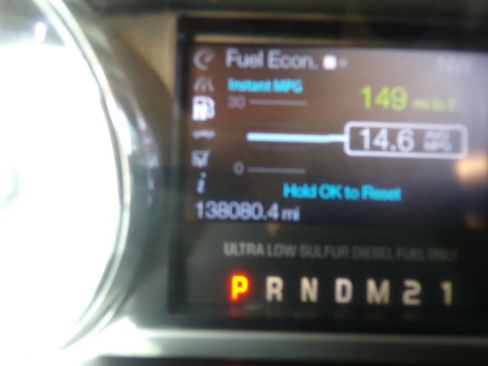 Fuel Econ.
Instant MPG
30
149 mi to E
14.6 AVG MPG
0
Hold OK to Reset
138080.4 mi
ULTRA LOW SULFUR DIESEL FUEL ONLY
P R N D M 2 1